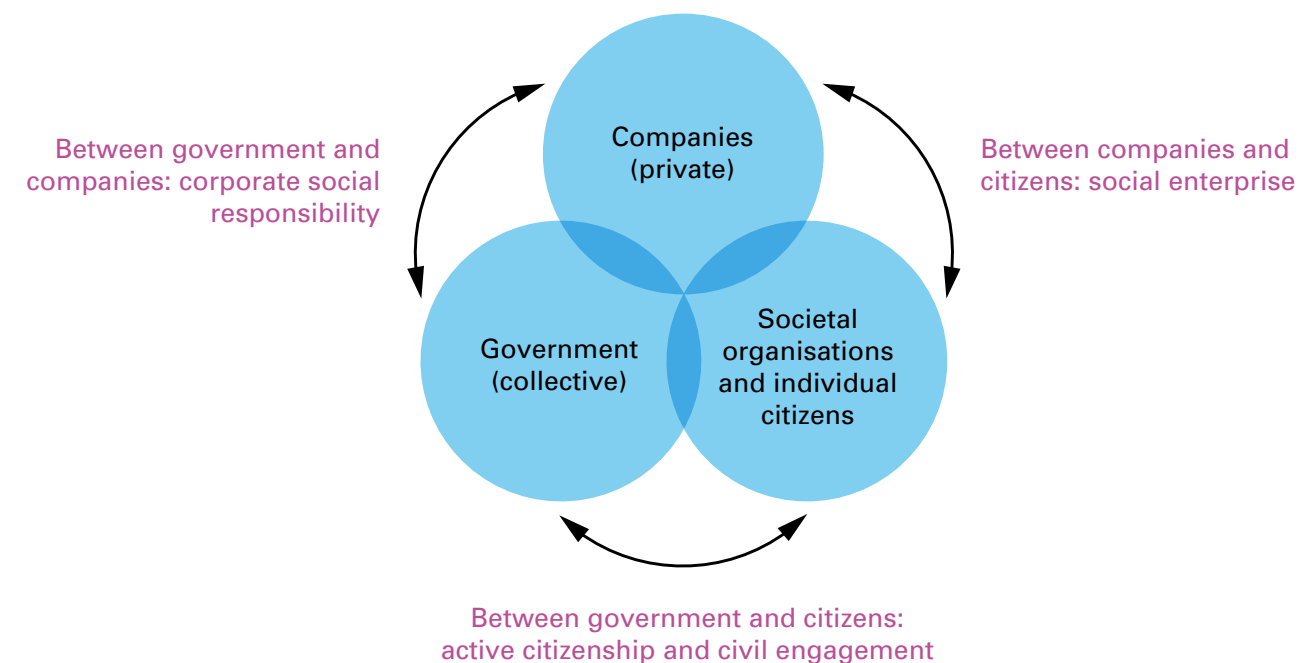 Companies
(private)
Between government and
companies: corporate social
responsibility
Between companies and
citizens: social enterprise
Government
(collective)
Societal
organisations
and individual
citizens
Between government and citizens:
active citizenship and civil engagement